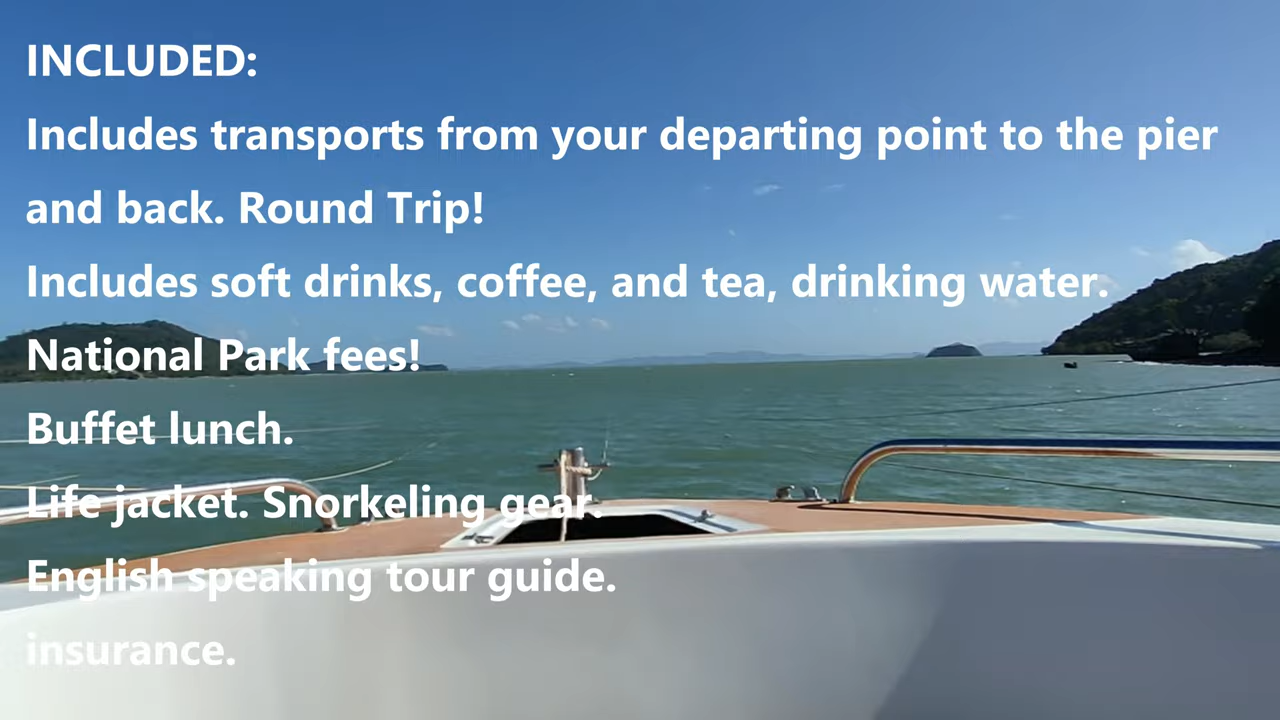 INCLUDED:
Includes transports from your departing point to the pier
and back. Round Trip!
Includes soft drinks, coffee, and tea, drinking water.
National Park fees!
Buffet lunch.
Life jacket. Snorkeling gear.
English speaking tour guide.
insurance.